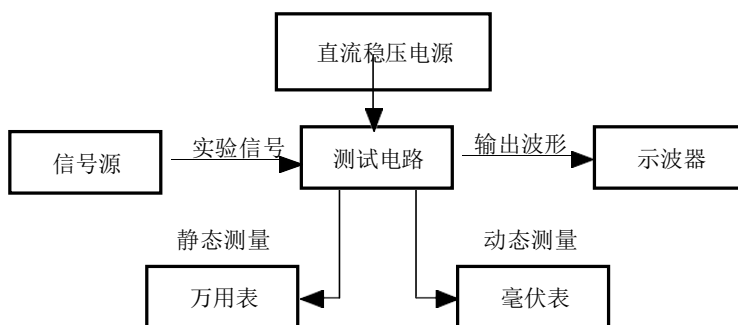 直流稳压电源
信号源
实验信号
测试电路
输出波形
示波器
静态测量
动态测量
万用表
毫伏表